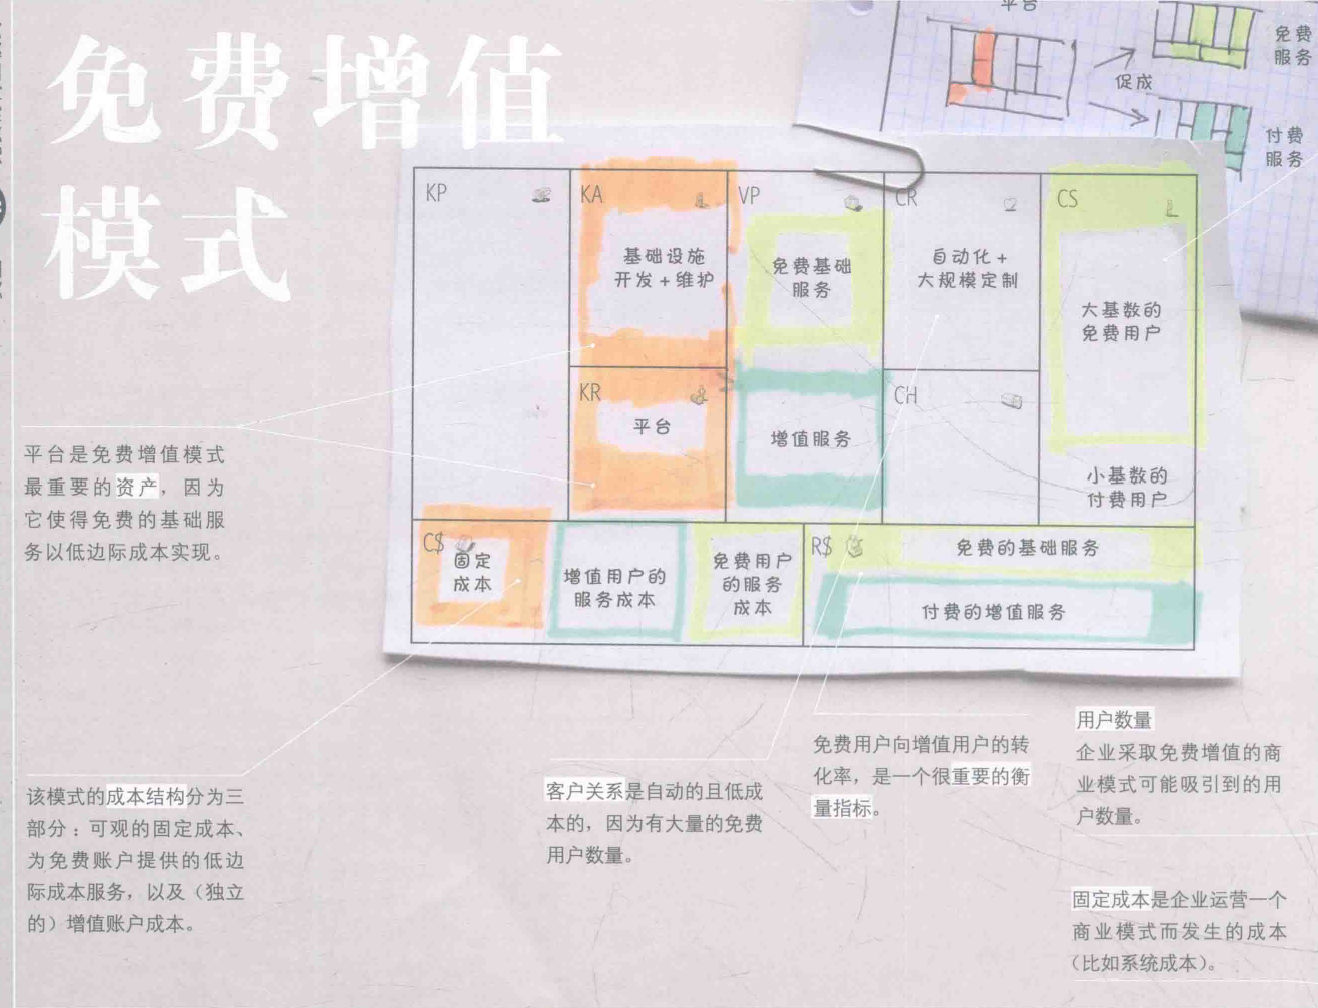 免费增值
模式
平台
促成
免费
服务
付费
服务
KP
KA
基础设施
开发+维护
KR
平台
VP
免费基础
服务
增值服务
CR
自动化+
大规模定制
CH
CS
大基数的
免费用户
小基数的
付费用户
C$
固定
成本
增值用户的
服务成本
免费用户
的服务
成本
R$
免费的基础服务
付费的增值服务
平台是免费增值模式
最重要的资产，因为
它使得免费的基础服
务以低边际成本实现。
该模式的成本结构分为三
部分：可观的固定成本、
为免费账户提供的低边
际成本服务，以及（独立
的）增值账户成本。
客户关系是自动的且低成
本的，因为有大量的免费
用户数量。
免费用户向增值用户的转
化率，是一个很重要的衡
量指标。
用户数量
企业采取免费增值的商
业模式可能吸引到的用
户数量。
固定成本是企业运营一个
商业模式而发生的成本
（比如系统成本）。